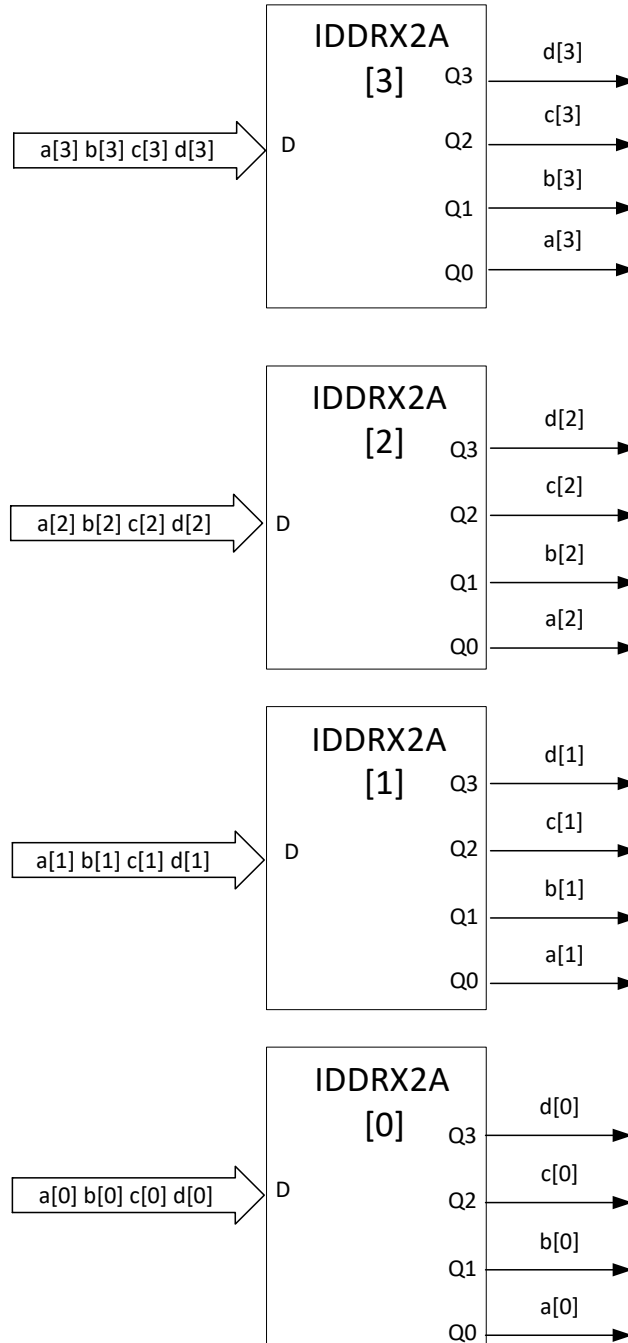 IDDRX2A
[3]
a[3] b[3] c[3] d[3]
D
Q3
d[3]
Q2
c[3]
Q1
b[3]
Q0
a[3]
IDDRX2A
[2]
a[2] b[2] c[2] d[2]
D
Q3
d[2]
Q2
c[2]
Q1
b[2]
Q0
a[2]
IDDRX2A
[1]
a[1] b[1] c[1] d[1]
D
Q3
d[1]
Q2
c[1]
Q1
b[1]
Q0
a[1]
IDDRX2A
[0]
a[0] b[0] c[0] d[0]
D
Q3
d[0]
Q2
c[0]
Q1
b[0]
Q0
a[0]